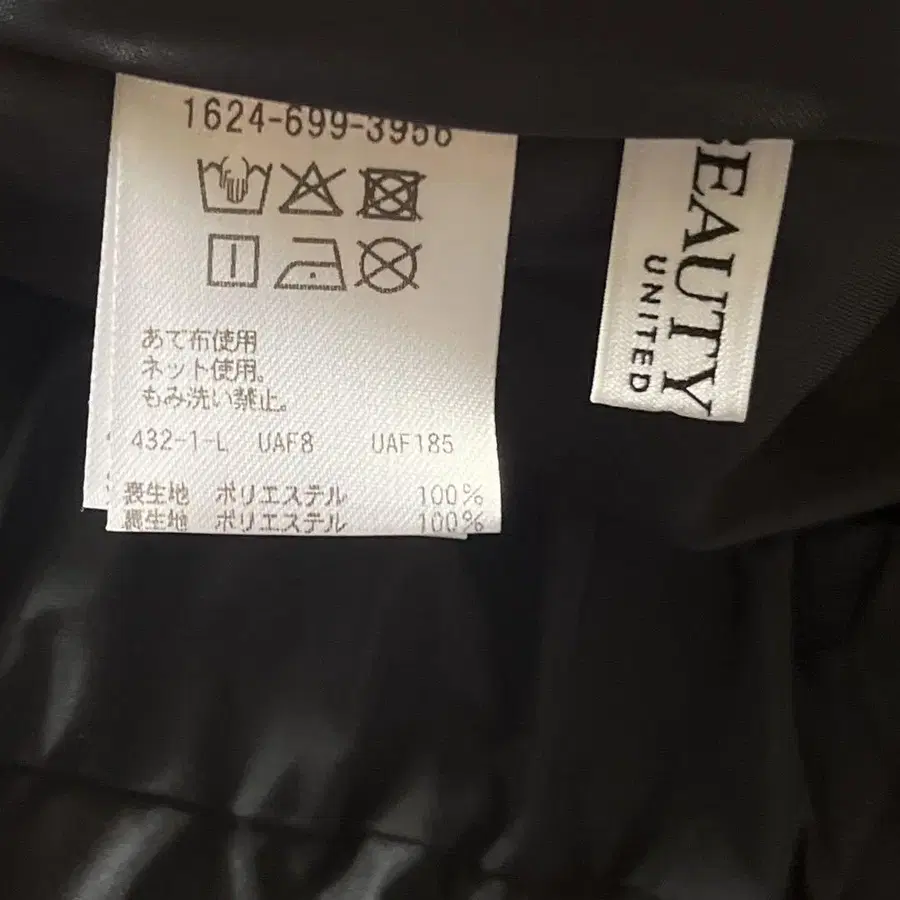 1624-699-3956
あて布使用
ネット使用。
もみ洗い禁止。
432-1-L UAF8 UAF185
表生地 ポリエステル 100%
裏生地 ポリエステル 100%
BEAUTY
UNITED